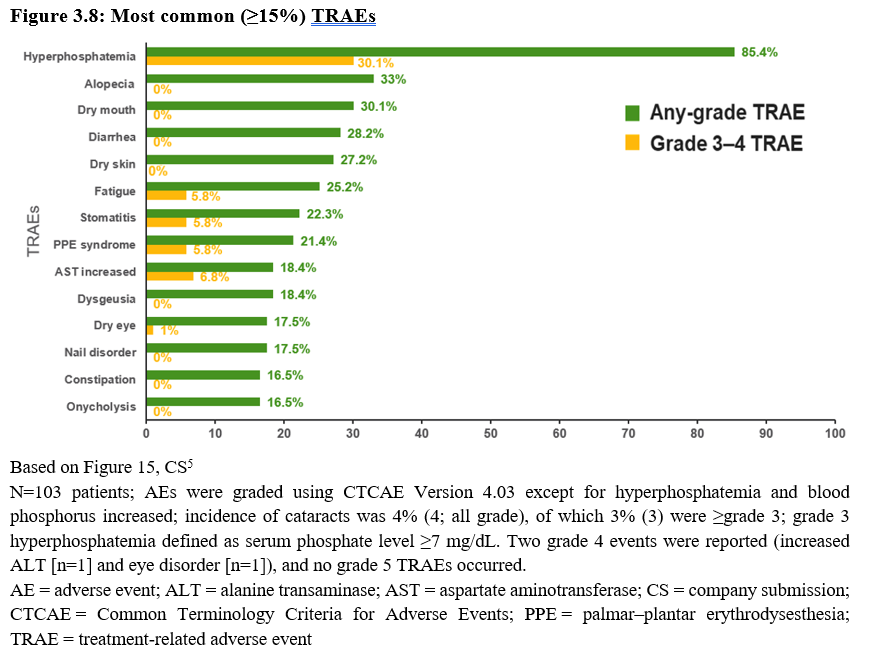 Figure 3.8: Most common (≥15%) TRAEs
Hyperphosphatemia 85.4%
30.1%
Alopecia 33%
0%
Dry mouth 30.1%
0%
Diarrhea 28.2%
0%
Dry skin 27.2%
0%
Fatigue 25.2%
5.8%
Stomatitis 22.3%
5.8%
PPE syndrome 21.4%
5.8%
AST increased 18.4%
6.8%
Dysgeusia 18.4%
0%
Dry eye 17.5%
1%
Nail disorder 17.5%
0%
Constipation 16.5%
0%
Onycholysis 16.5%
0%
TRAEs
Any-grade TRAE
Grade 3–4 TRAE
0 10 20 30 40 50 60 70 80 90 100
Based on Figure 15, CS5
N=103 patients; AEs were graded using CTCAE Version 4.03 except for hyperphosphatemia and blood
phosphorus increased; incidence of cataracts was 4% (4; all grade), of which 3% (3) were ≥grade 3; grade 3
hyperphosphatemia defined as serum phosphate level ≥7 mg/dL. Two grade 4 events were reported (increased
ALT [n=1] and eye disorder [n=1]), and no grade 5 TRAEs occurred.
AE = adverse event; ALT = alanine transaminase; AST = aspartate aminotransferase; CS = company submission;
CTCAE = Common Terminology Criteria for Adverse Events; PPE = palmar–plantar erythrodysesthesia;
TRAE = treatment-related adverse event